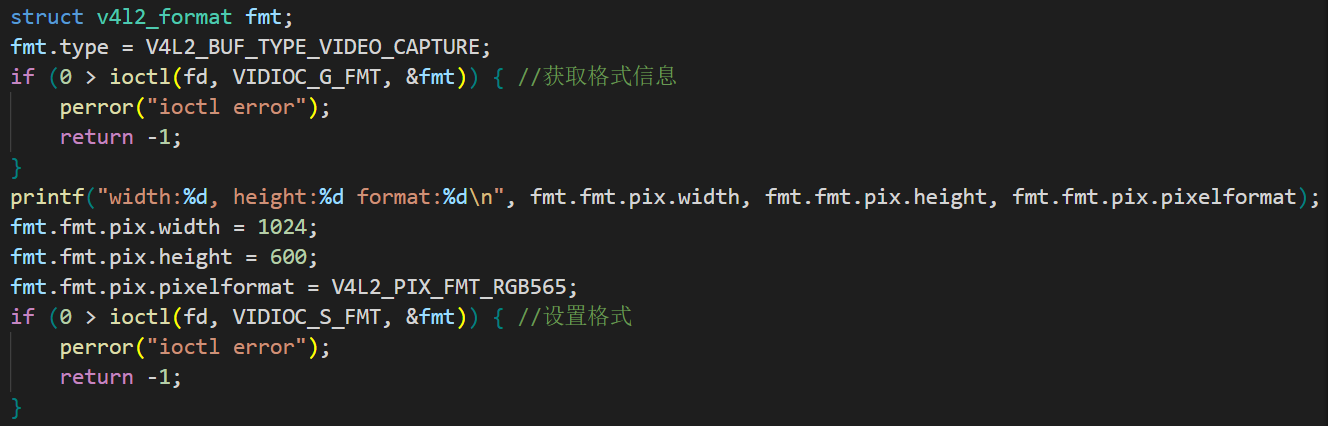 struct v4l2_format fmt;
fmt.type = V4L2_BUF_TYPE_VIDEO_CAPTURE;
if (0 > ioctl(fd, VIDIOC_G_FMT, &fmt)) { //获取格式信息
    perror("ioctl error");
    return -1;
}
printf("width:%d, height:%d format:%d\n", fmt.fmt.pix.width, fmt.fmt.pix.height, fmt.fmt.pix.pixelformat);
fmt.fmt.pix.width = 1024;
fmt.fmt.pix.height = 600;
fmt.fmt.pix.pixelformat = V4L2_PIX_FMT_RGB565;
if (0 > ioctl(fd, VIDIOC_S_FMT, &fmt)) { //设置格式
    perror("ioctl error");
    return -1;
}